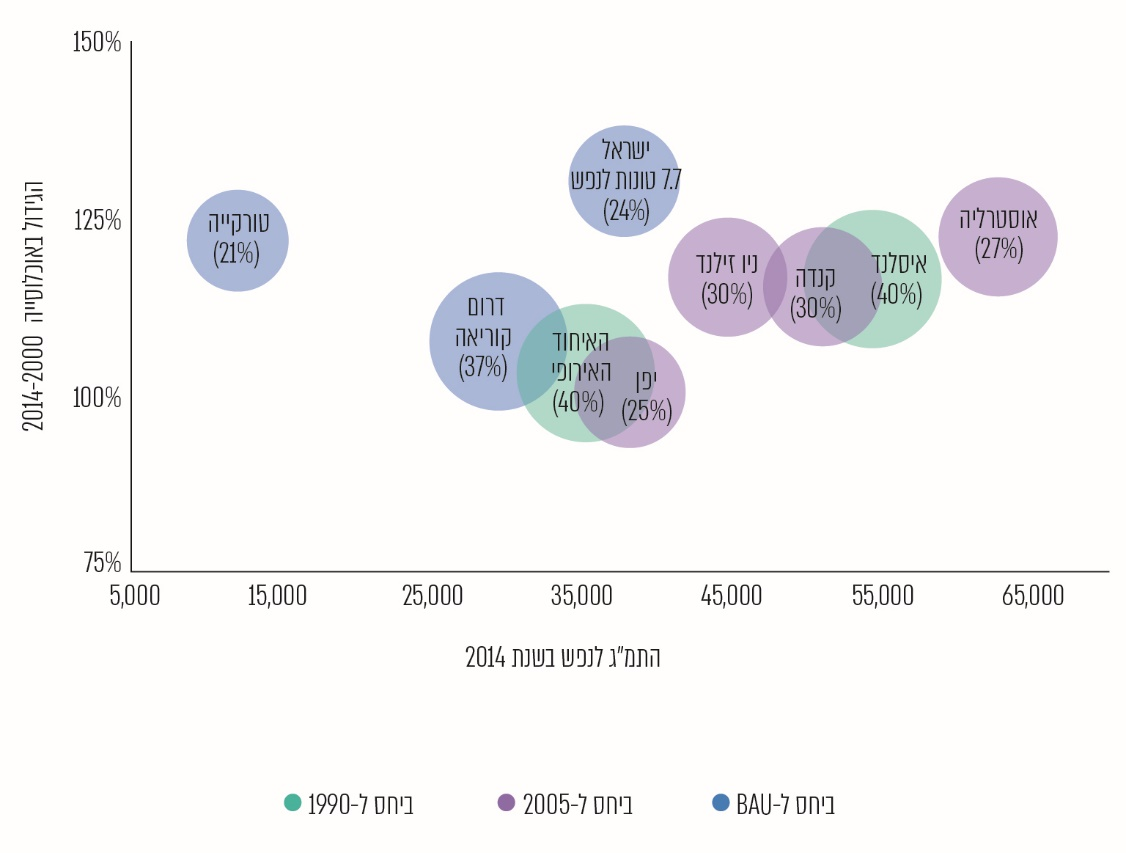 הגידול באוכלוסייה 2014-2000
150%
125%
100%
75%
ישראל
7.7 טונות לנפש
(24%)
טורקייה
(21%)
אוסטרליה
(27%)
ניו זילנד
(30%)
קנדה
(30%)
איסלנד
(40%)
דרום
קוריאה
(37%)
האיחוד
האירופי
(40%)
יפן
(25%)
5,000 15,000 25,000 35,000 45,000 55,000 65,000
התמ"ג לנפש בשנת 2014
ביחס ל-BAU
ביחס ל-2005
ביחס ל-1990